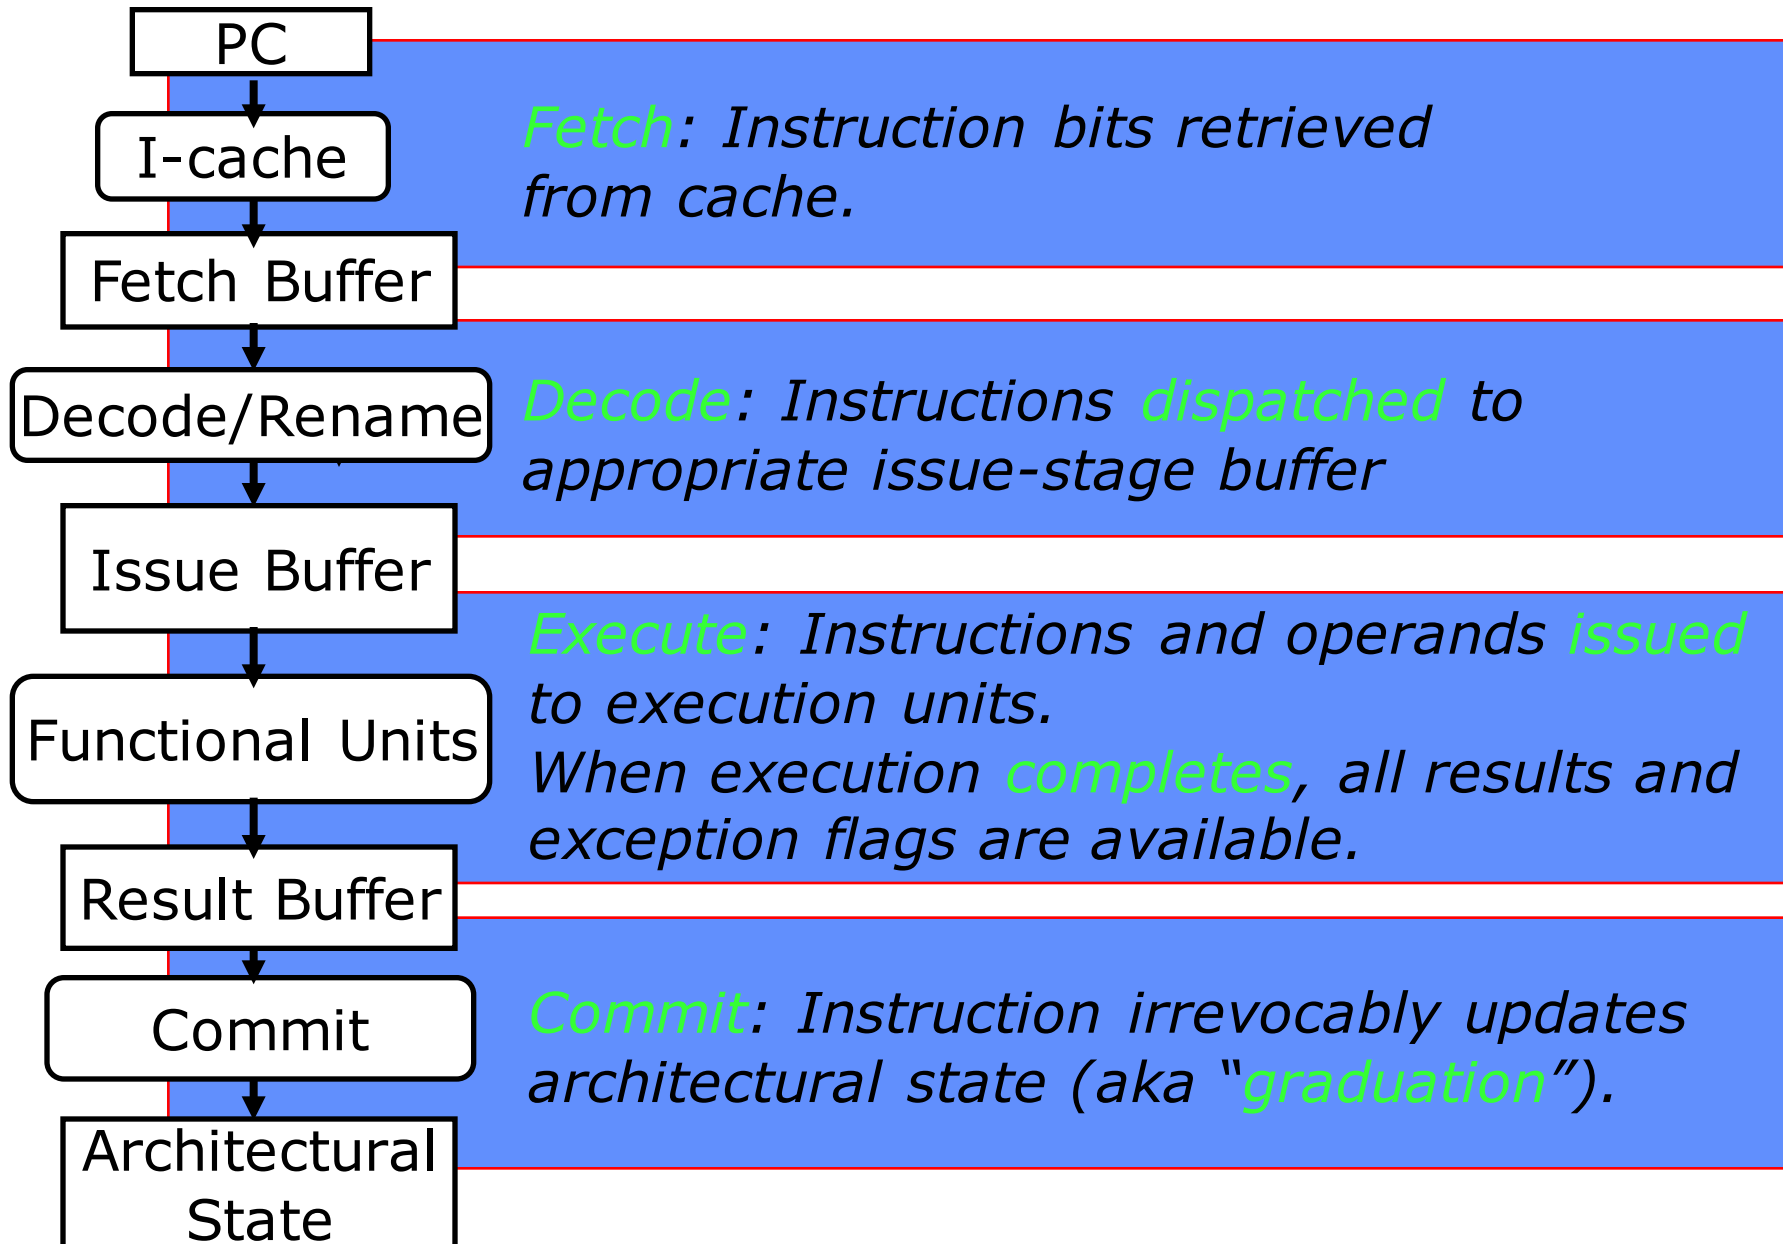 PC
I-cache
Fetch: Instruction bits retrieved
from cache.
Fetch Buffer
Decode/Rename
Decode: Instructions dispatched to
appropriate issue-stage buffer
Issue Buffer
Execute: Instructions and operands issued
to execution units.
When execution completes, all results and
exception flags are available.
Functional Units
Result Buffer
Commit
Commit: Instruction irrevocably updates
architectural state (aka “graduation”).
Architectural
State